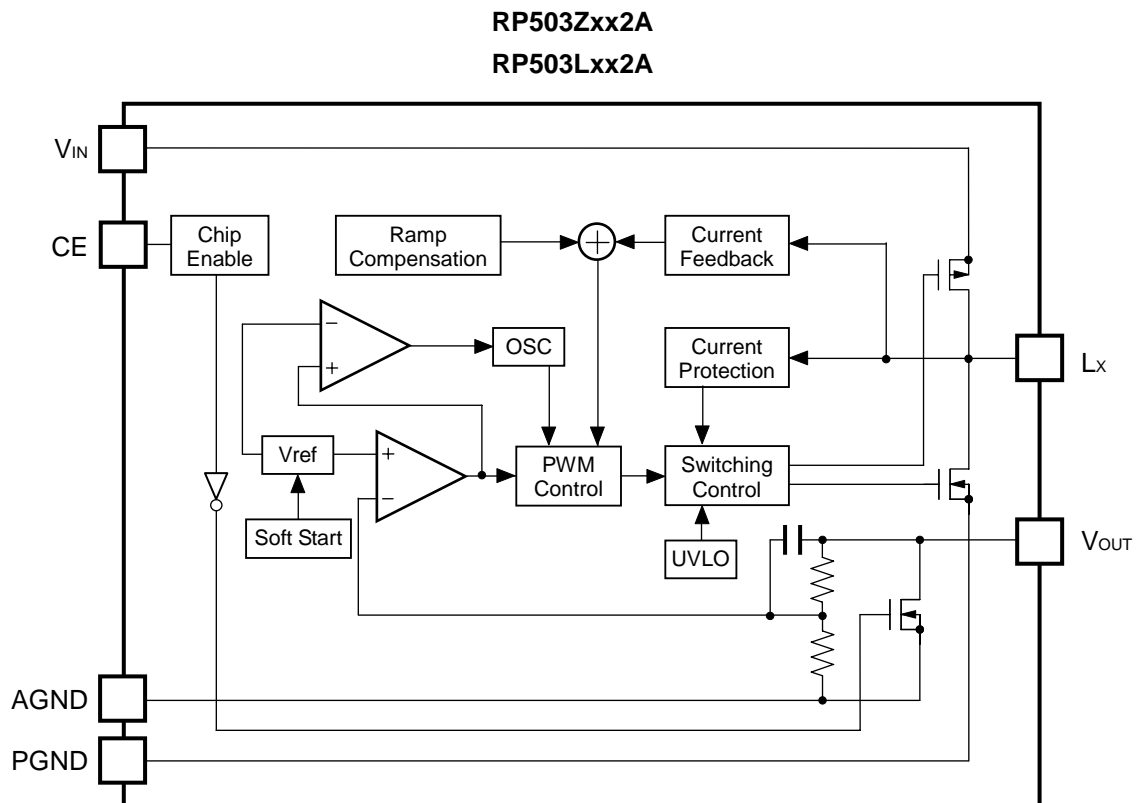 RP503Zxx2A
RP503Lxx2A
VIN
CE
Chip
Enable
Ramp
Compensation
+
Current
Feedback
−
+
OSC
Current
Protection
LX
Vref
+
−
PWM
Control
Switching
Control
Soft Start
UVLO
VOUT
AGND
PGND